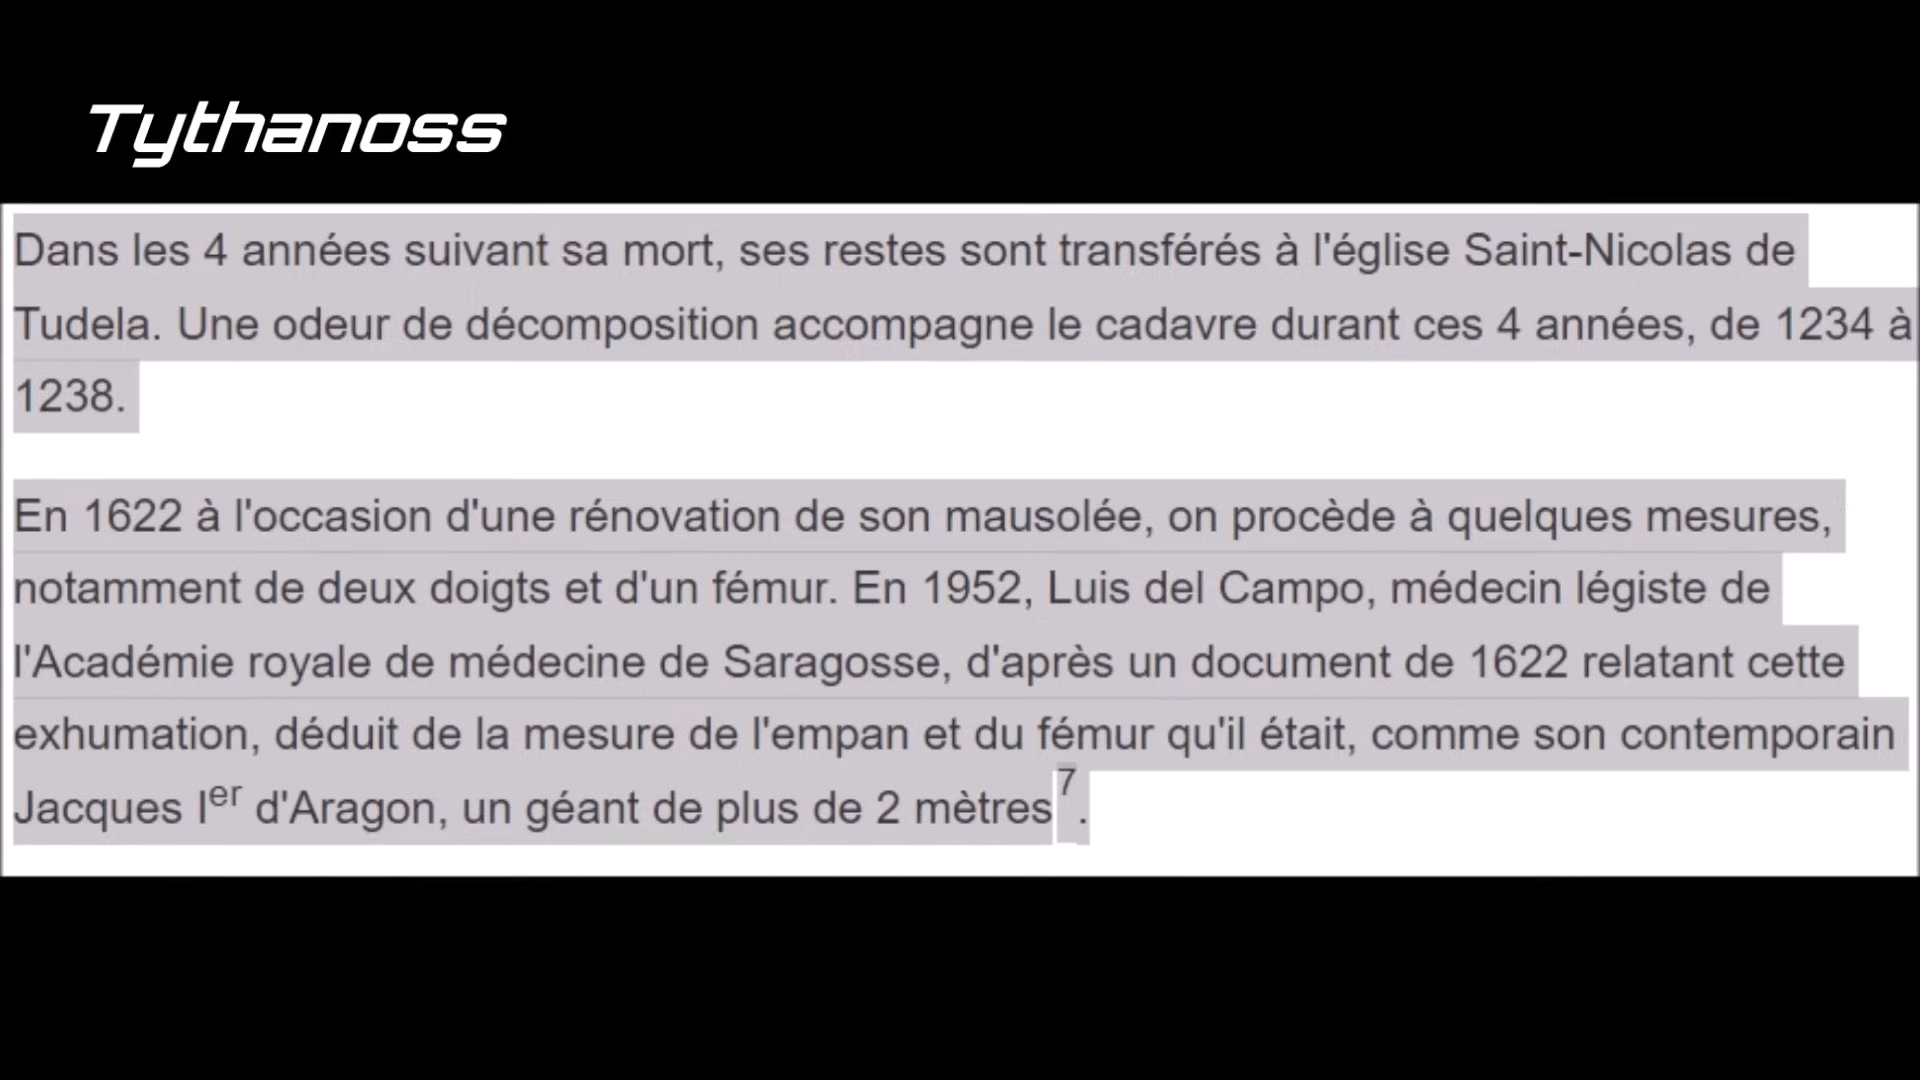 Tythanoss
Dans les 4 années suivant sa mort, ses restes sont transférés à l'église Saint-Nicolas de
Tudela. Une odeur de décomposition accompagne le cadavre durant ces 4 années, de 1234 à
1238.
En 1622 à l'occasion d'une rénovation de son mausolée, on procède à quelques mesures,
notamment de deux doigts et d'un fémur. En 1952, Luis del Campo, médecin légiste de
l'Académie royale de médecine de Saragosse, d'après un document de 1622 relatant cette
exhumation, déduit de la mesure de l'empan et du fémur qu'il était, comme son contemporain
Jacques Ier d'Aragon, un géant de plus de 2 mètres7.